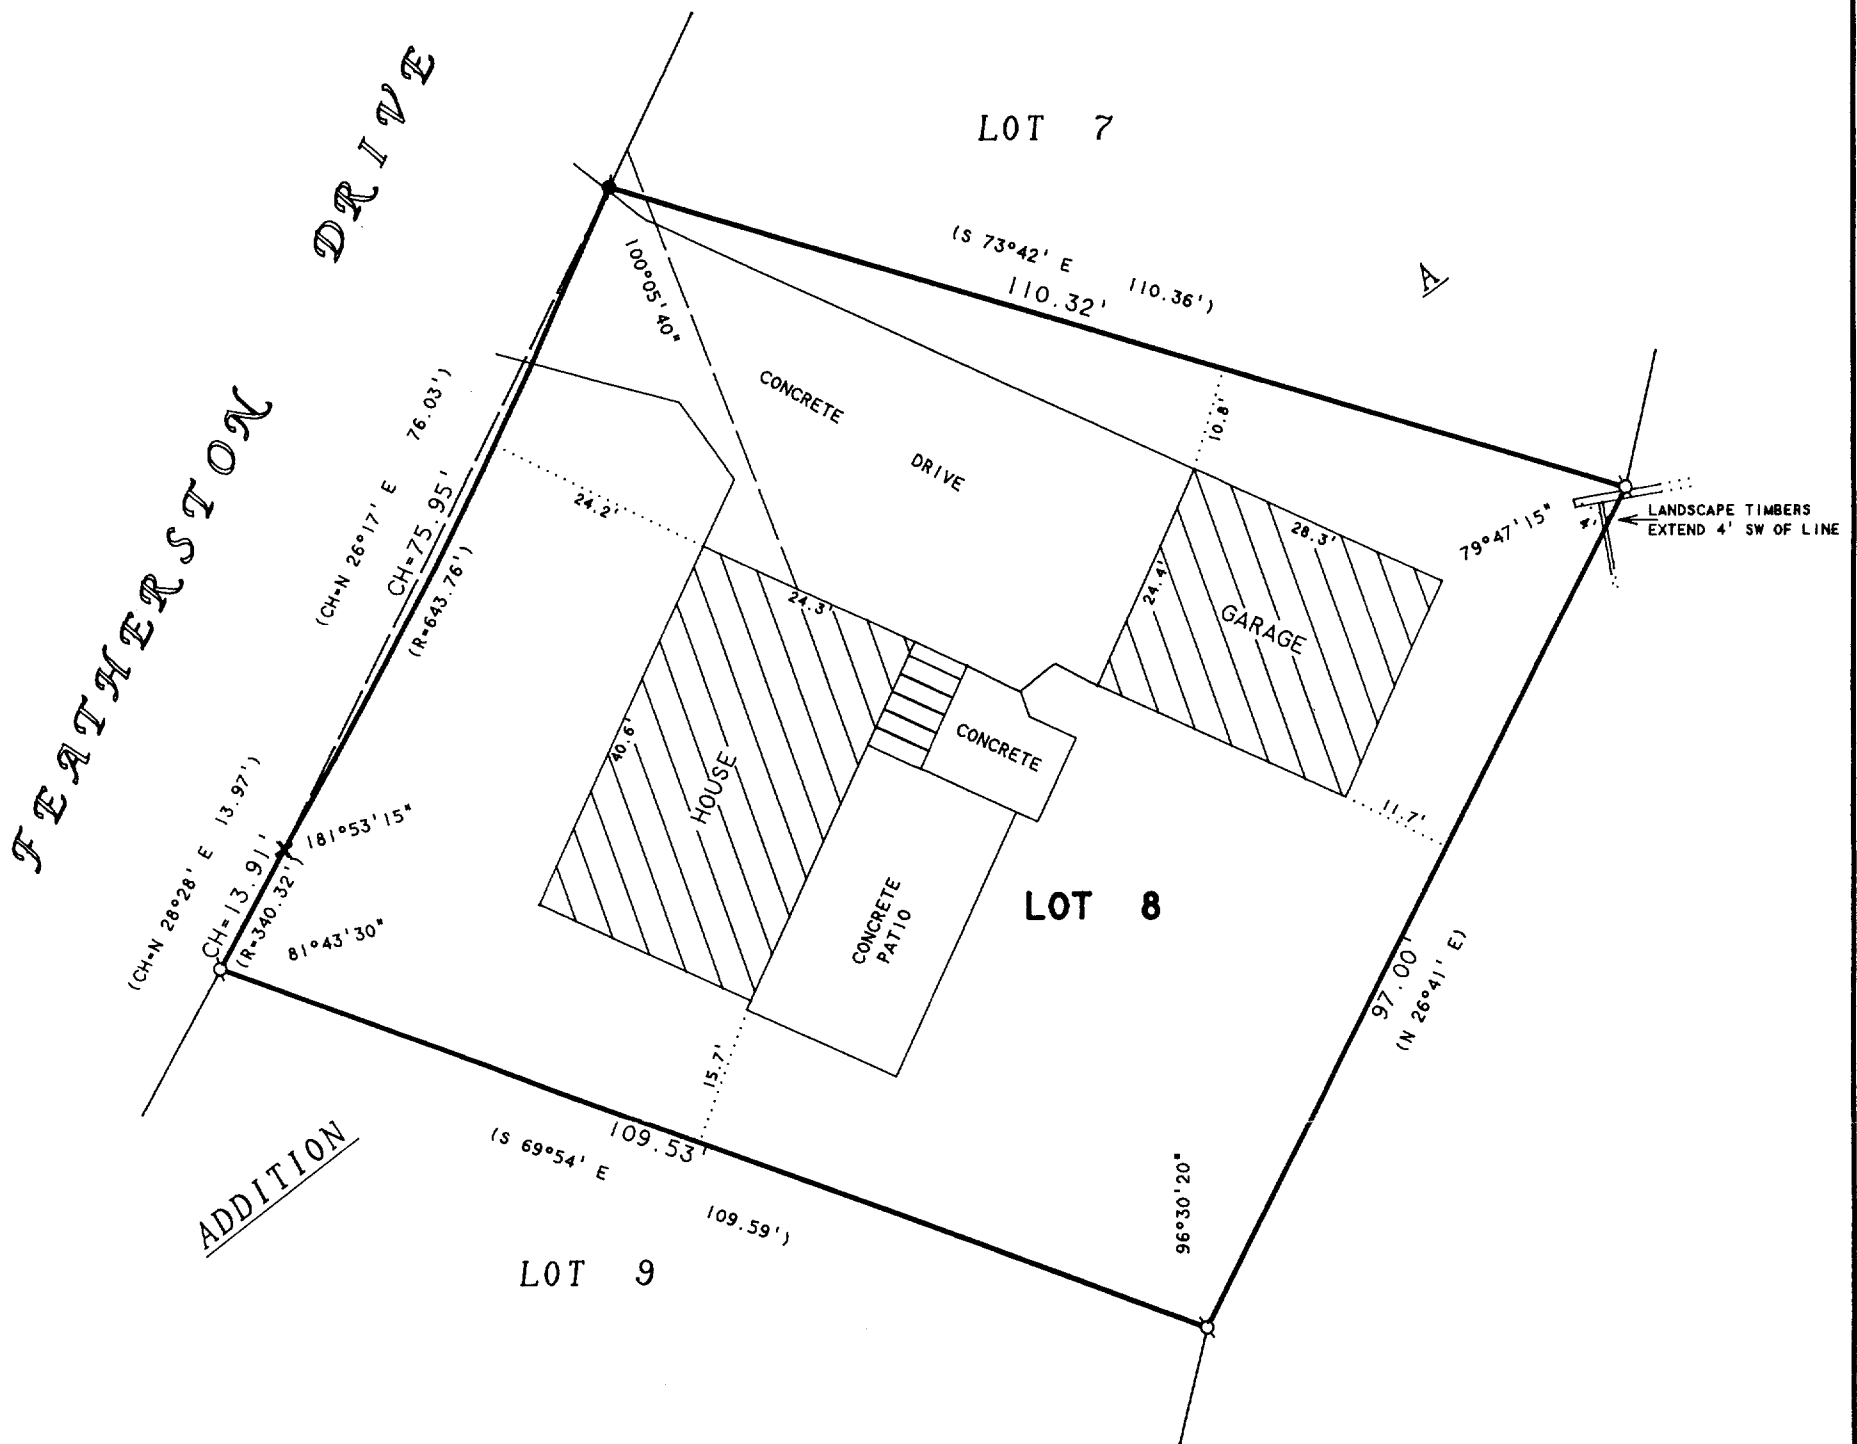 FEATHERSTON DRIVE
LOT 7
(S 73°42' E 110.36')
110.32'
A
100°05'40"
CONCRETE
DRIVE
10.8'
(CH=N 26°17' E 76.03')
CH=75.95'
(R=643.76')
24.2'
24.3'
28.3'
24.4'
GARAGE
79°47'15"
4'
LANDSCAPE TIMBERS
EXTEND 4' SW OF LINE
40.6'
HOUSE
CONCRETE
11.7'
(CH=N 28°28' E 13.97')
CH=13.91'
(R=340.32')
181°53'15"
81°43'30"
CONCRETE
PATIO
LOT 8
97.00'
(N 26°41' E)
15.7'
109.53'
(S 69°54' E 109.59')
96°30'20"
ADDITION
LOT 9